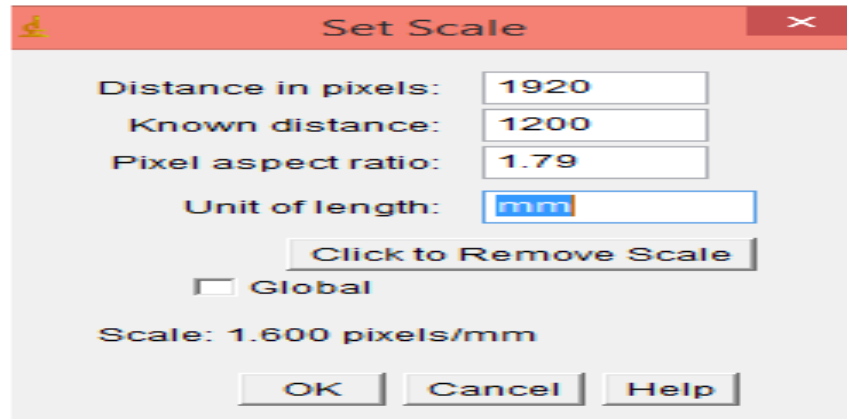 Set Scale
Distance in pixels: 1920
Known distance: 1200
Pixel aspect ratio: 1.79
Unit of length: mm
Click to Remove Scale
Global
Scale: 1.600 pixels/mm
OK Cancel Help